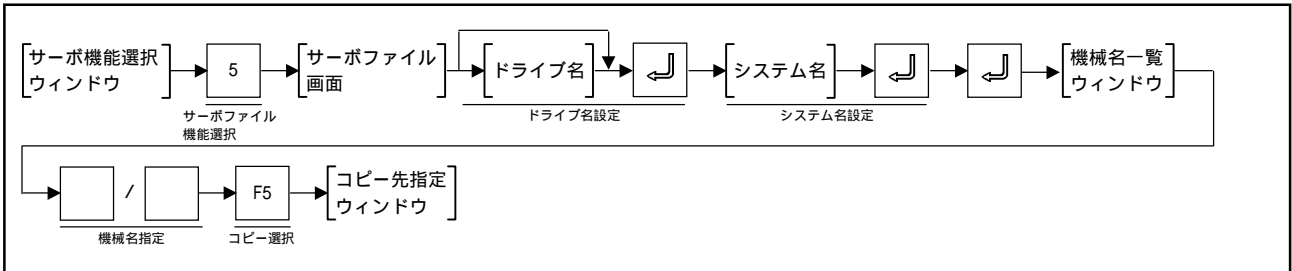 サーボ機能選択
ウィンドウ
5
サーボファイル
機能選択
サーボファイル
画面
ドライブ名
ドライブ名設定
システム名
システム名設定
機械名一覧
ウィンドウ
/
機械名指定
F5
コピー選択
コピー先指定
ウィンドウ